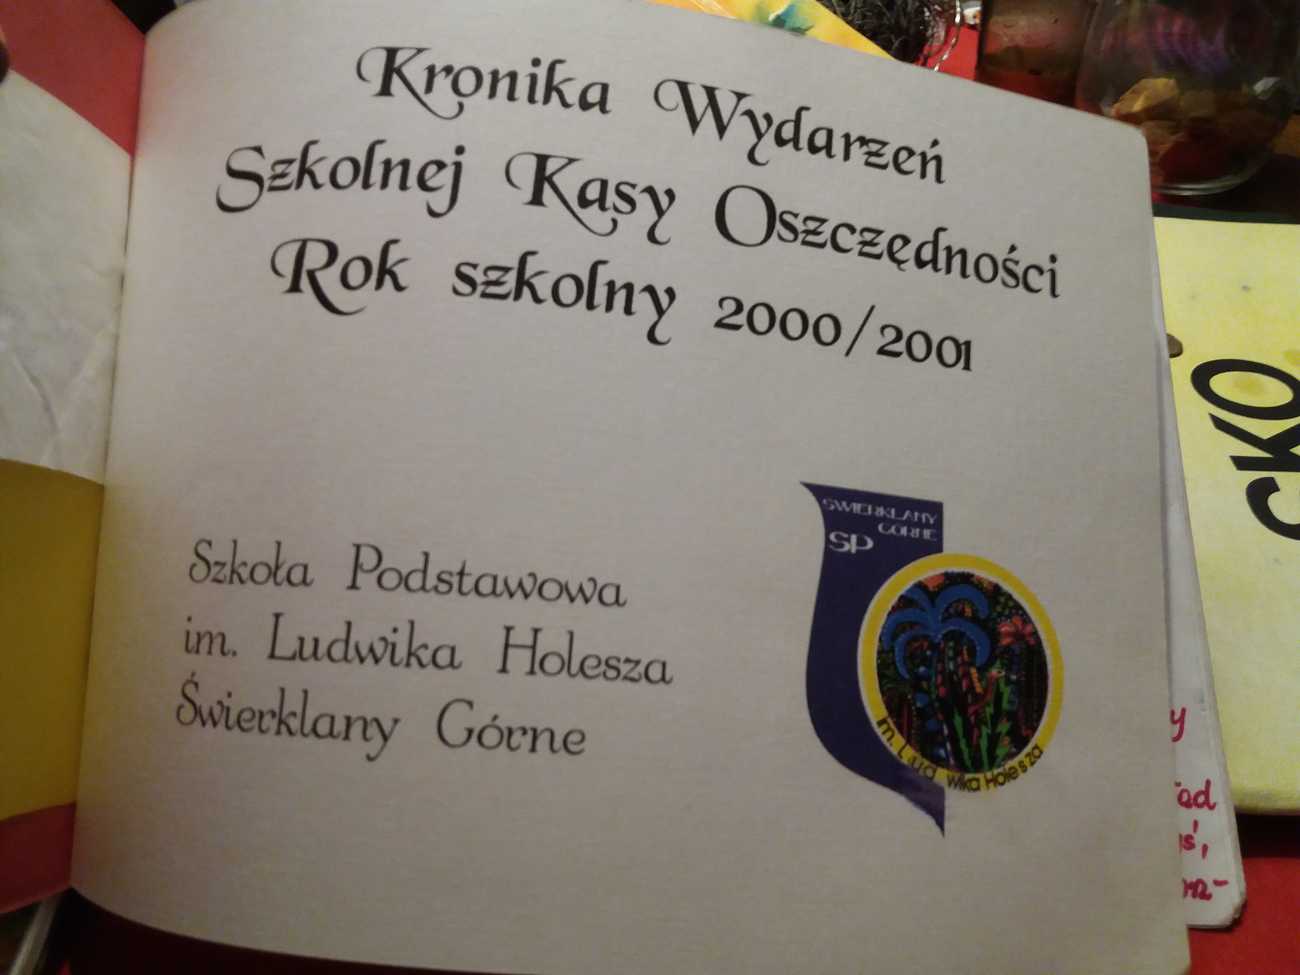 Kronika Wydarzeń
Szkolnej Kasy Oszczędności
Rok szkolny 2000/2001
Szkoła Podstawowa
im. Ludwika Holesza
Świerklany Górne
ŚWIERKLANY
GÓRNE
SP
im. Ludwika Holesza
CKO